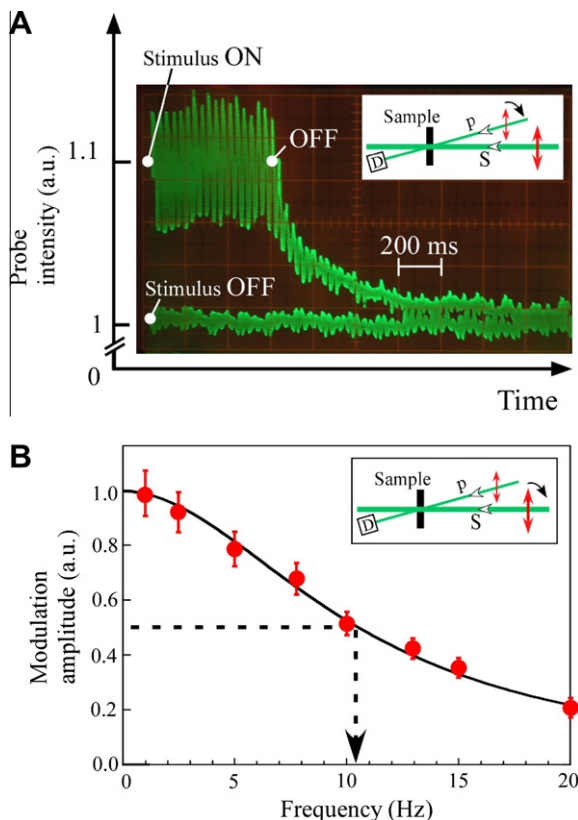 A
Stimulus ON
OFF
Sample
p
S
D
1.1
Probe
intensity (a.u.)
200 ms
Stimulus OFF
1
0
Time
B
Sample
p
S
D
1.0
0.8
0.6
0.4
0.2
0.0
Modulation
amplitude (a.u.)
0 5 10 15 20
Frequency (Hz)